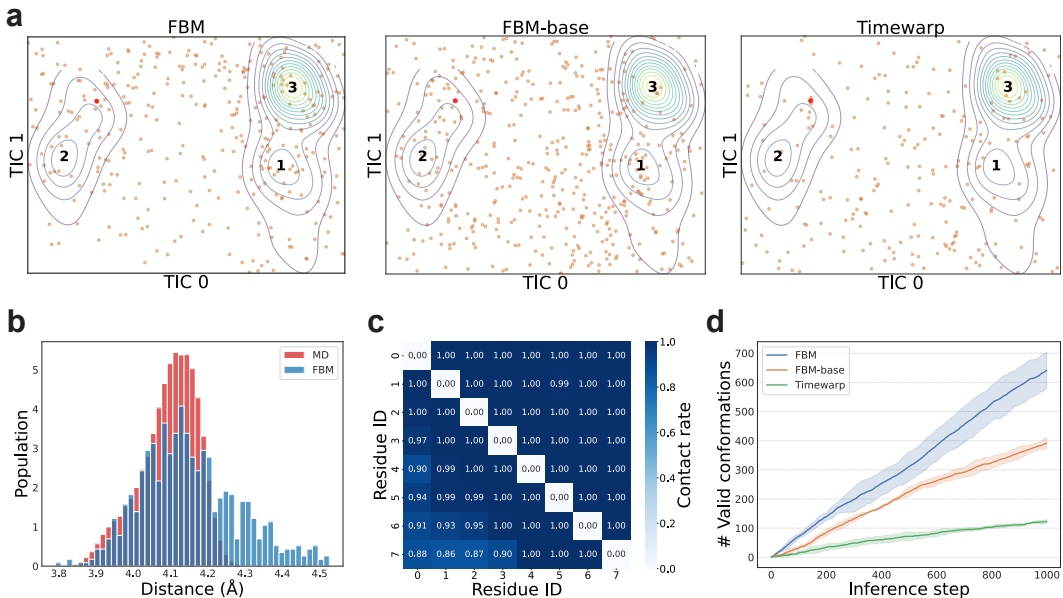 a
FBM
FBM-base
Timewarp
TIC 1
TIC 1
TIC 1
3
3
3
2
1
2
1
2
1
TIC 0
TIC 0
TIC 0
b
c
d
MD
FBM
Population
0
1
2
3
4
5
3.8 3.9 4.0 4.1 4.2 4.3 4.4 4.5
Distance (Å)
Residue ID
0 0.00 1.00 1.00 1.00 1.00 1.00 1.00 1.00
1 1.00 0.00 1.00 1.00 1.00 0.99 1.00 1.00
2 1.00 1.00 0.00 1.00 1.00 1.00 1.00 1.00
3 0.97 1.00 1.00 0.00 1.00 1.00 1.00 1.00
4 0.90 0.99 1.00 1.00 0.00 1.00 1.00 1.00
5 0.94 0.99 0.99 1.00 1.00 0.00 1.00 1.00
6 0.91 0.93 0.95 1.00 1.00 1.00 0.00 1.00
7 0.88 0.86 0.87 0.90 1.00 1.00 1.00 0.00
0 1 2 3 4 5 6 7
Residue ID
1.0
0.8
0.6
0.4
0.2
0.0
Contact rate
FBM
FBM-base
Timewarp
# Valid conformations
700
600
500
400
300
200
100
0
0 200 400 600 800 1000
Inference step